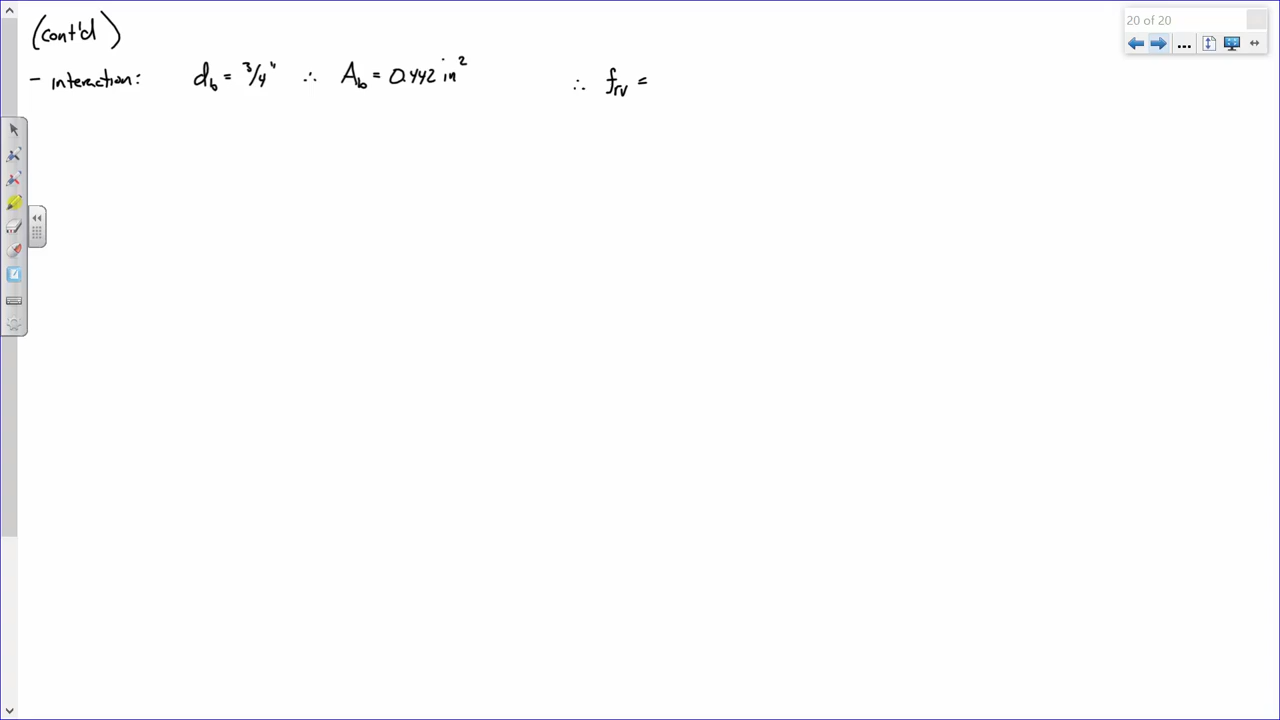 20 of 20
(cont'd)
- interaction: d_b = 3/4" ∴ A_b = 0.442 in² ∴ f_rv =